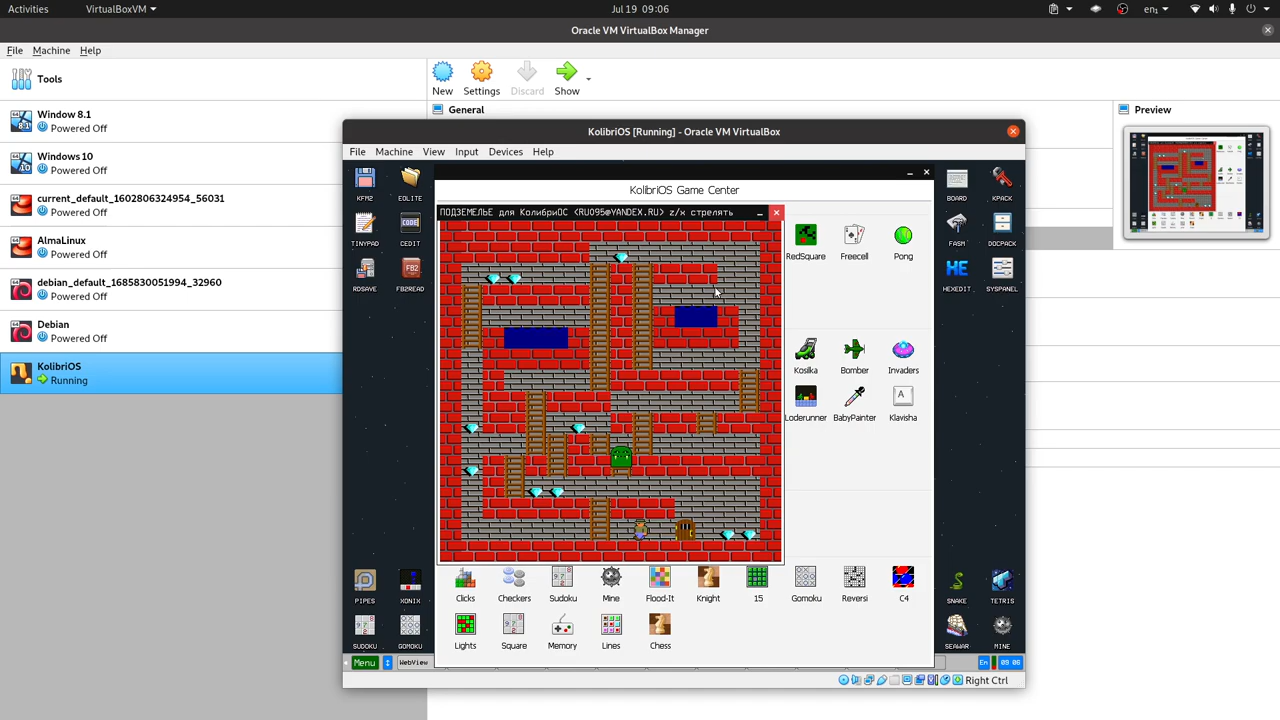 Activities
VirtualBoxVM
Jul 19 09:06
en₁
Oracle VM VirtualBox Manager
File Machine Help
Tools
New Settings Discard Show
General
Preview
Window 8.1
Powered Off
Windows 10
Powered Off
current_default_1602806324954_56031
Powered Off
AlmaLinux
Powered Off
debian_default_1685830051994_32960
Powered Off
Debian
Powered Off
KolibriOS
Running
KolibriOS [Running] - Oracle VM VirtualBox
File Machine View Input Devices Help
KFM2 EOLITE
TINYPAD CEDIT
RDSAVE FB2READ
KolibriOS Game Center
ПОДЗЕМЕЛЬЕ для КолибриОС <RU095@YANDEX.RU> z/x стрелять
RedSquare Freecell Pong
Kosilka Bomber Invaders
Loderunner BabyPainter Klavisha
Clicks Checkers Sudoku Mine Flood-It Knight 15 Gomoku Reversi C4
Lights Square Memory Lines Chess
KPACK
FASM DOCPACK
HEXEDIT SYSPANEL
PIPES XONIX
SUDOKU GOMOKU
SNAKE TETRIS
SEAWAR MINE
Menu WebView
En 09 06
Right Ctrl